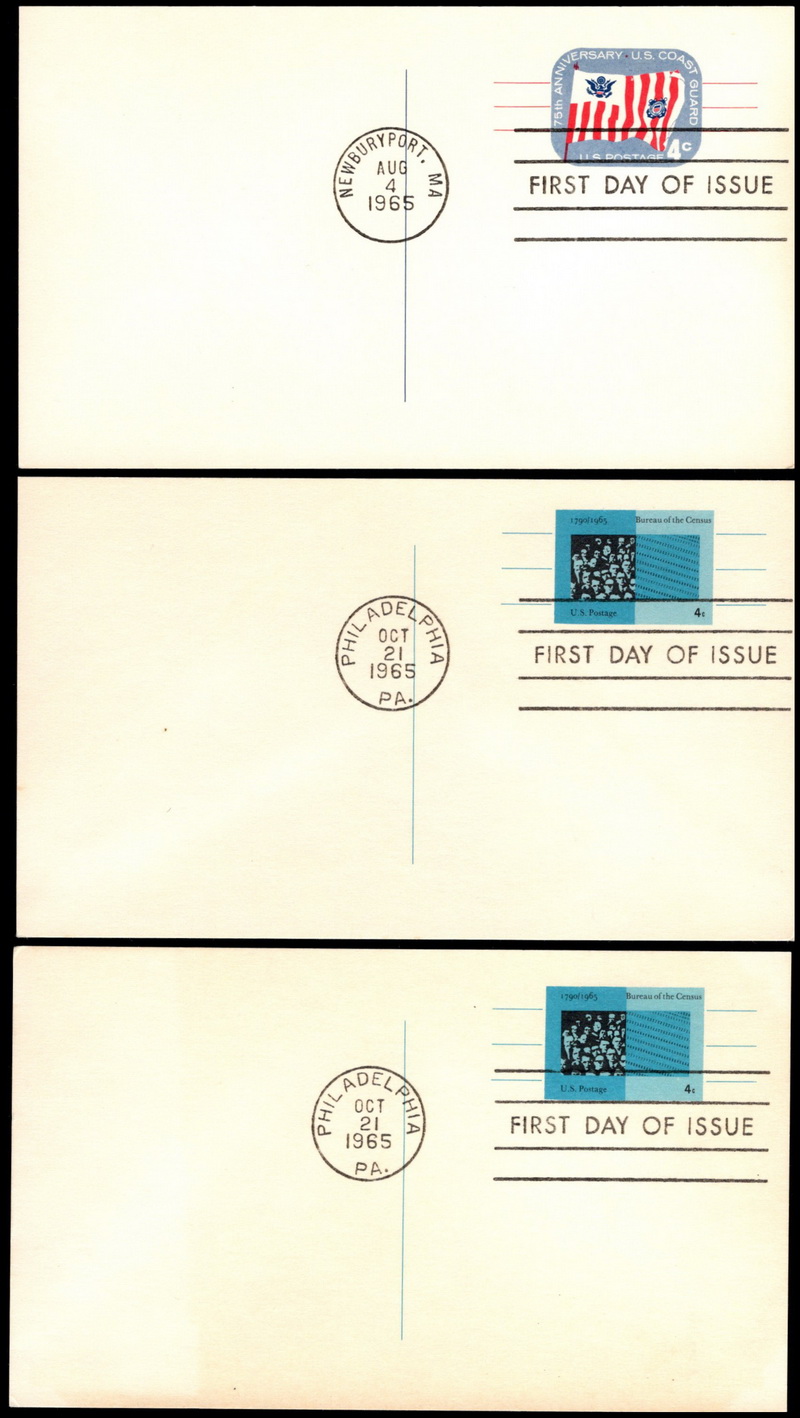 75th ANNIVERSARY · U.S. COAST GUARD
U.S. POSTAGE 4c
NEWBURYPORT, MA
AUG
4
1965
FIRST DAY OF ISSUE
1790/1965 Bureau of the Census
U.S. Postage 4c
PHILADELPHIA
OCT
21
1965
PA.
FIRST DAY OF ISSUE
1790/1965 Bureau of the Census
U.S. Postage 4c
PHILADELPHIA
OCT
21
1965
PA.
FIRST DAY OF ISSUE